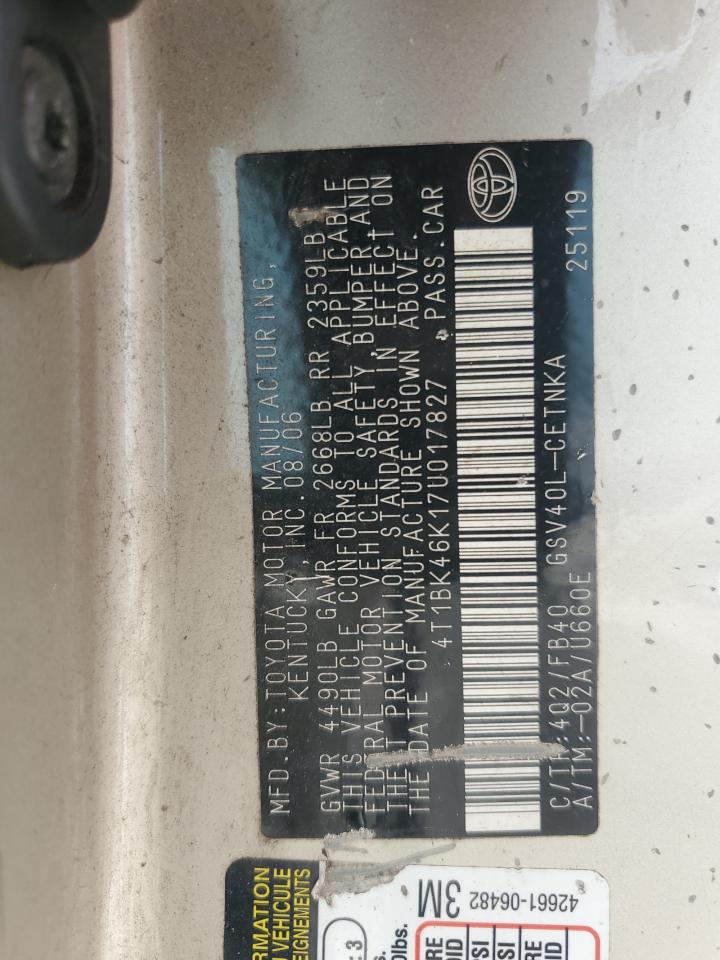 MFD. BY: TOYOTA MOTOR MANUFACTURING,
KENTUCKY, INC. 08/06
GVWR 4490LB GAWR FR 2668LB RR 2359LB
THIS VEHICLE CONFORMS TO ALL APPLICABLE
FEDERAL MOTOR VEHICLE SAFETY, BUMPER, AND
THEFT PREVENTION STANDARDS IN EFFECT ON
THE DATE OF MANUFACTURE SHOWN ABOVE.
4T1BK46K17U017827 PASS.CAR
C/TR: 4Q2/FB40 GSV40L-CETNKA
A/TM: -02A/U660E 25119
3M 42661-06482